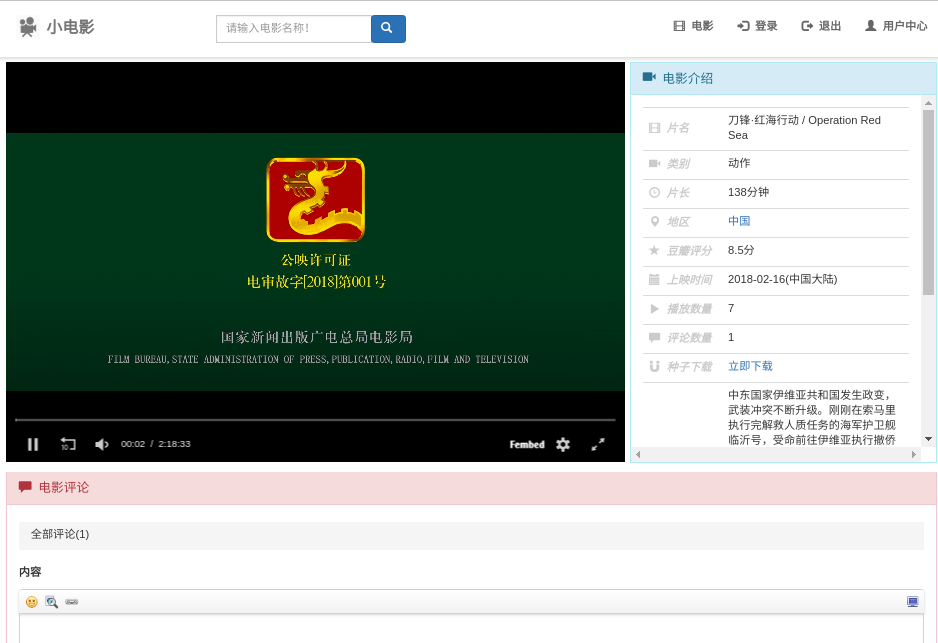 小电影
请输入电影名称！
电影
登录
退出
用户中心
公映许可证
电审故字[2018]第001号
国家新闻出版广电总局电影局
FILM BUREAU,STATE ADMINISTRATION OF PRESS,PUBLICATION,RADIO,FILM AND TELEVISION
10
00:02 / 2:18:33
Fembed
电影介绍
片名 刀锋·红海行动 / Operation Red
Sea
类别 动作
片长 138分钟
地区 中国
豆瓣评分 8.5分
上映时间 2018-02-16(中国大陆)
播放数量 7
评论数量 1
种子下载 立即下载
中东国家伊维亚共和国发生政变，
武装冲突不断升级。刚刚在索马里
执行完解救人质任务的海军护卫舰
临沂号，受命前往伊维亚执行撤侨
电影评论
全部评论(1)
内容